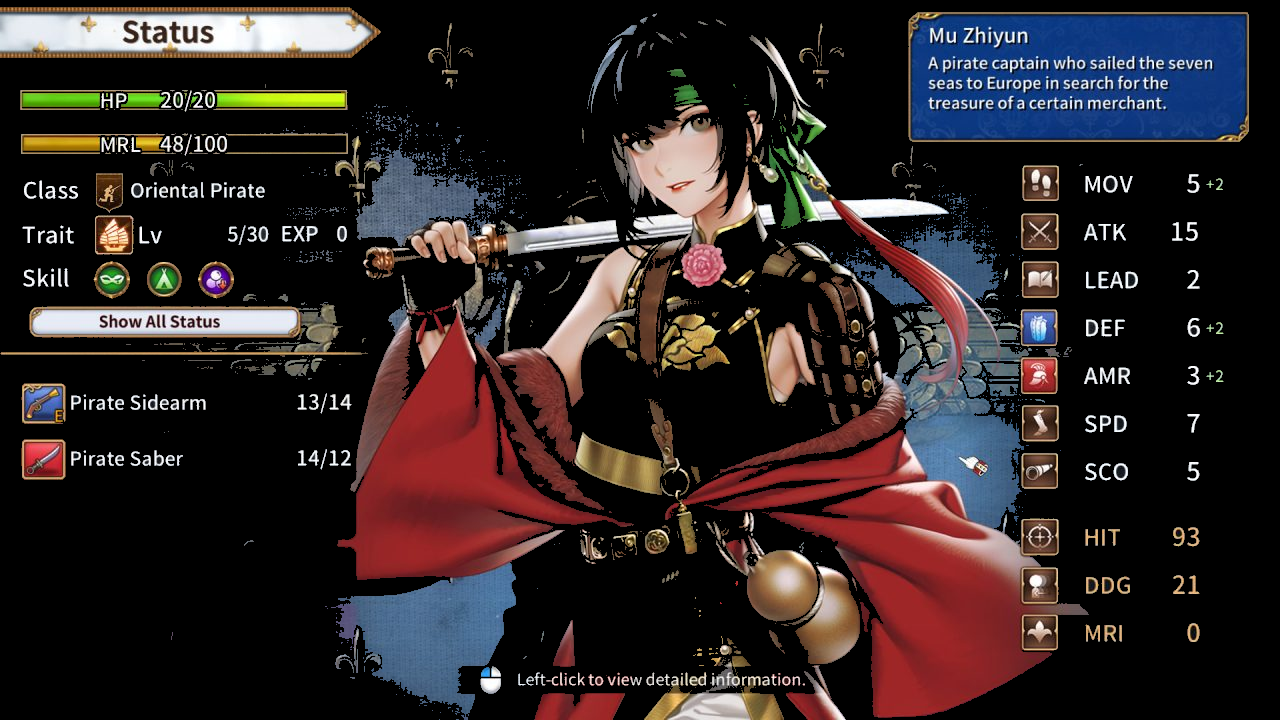 Status
HP 20/20
MRL 48/100
Class Oriental Pirate
Trait Lv 5/30 EXP 0
Skill
Show All Status
E Pirate Sidearm 13/14
Pirate Saber 14/12
Mu Zhiyun
A pirate captain who sailed the seven
seas to Europe in search for the
treasure of a certain merchant.
MOV 5 +2
ATK 15
LEAD 2
DEF 6 +2
AMR 3 +2
SPD 7
SCO 5
HIT 93
DDG 21
MRI 0
Left-click to view detailed information.